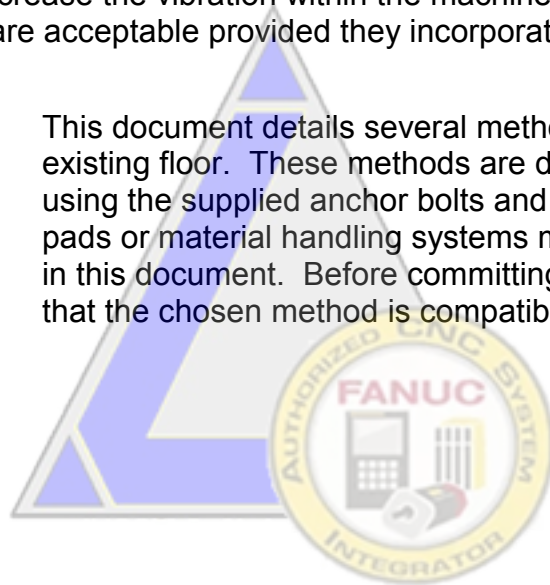 crease the vibration within the machine
are acceptable provided they incorporat
This document details several metho
existing floor. These methods are d
using the supplied anchor bolts and
pads or material handling systems m
in this document. Before committing
that the chosen method is compatib
AUTHORIZED CNC SYSTEM
FANUC
INTEGRATOR